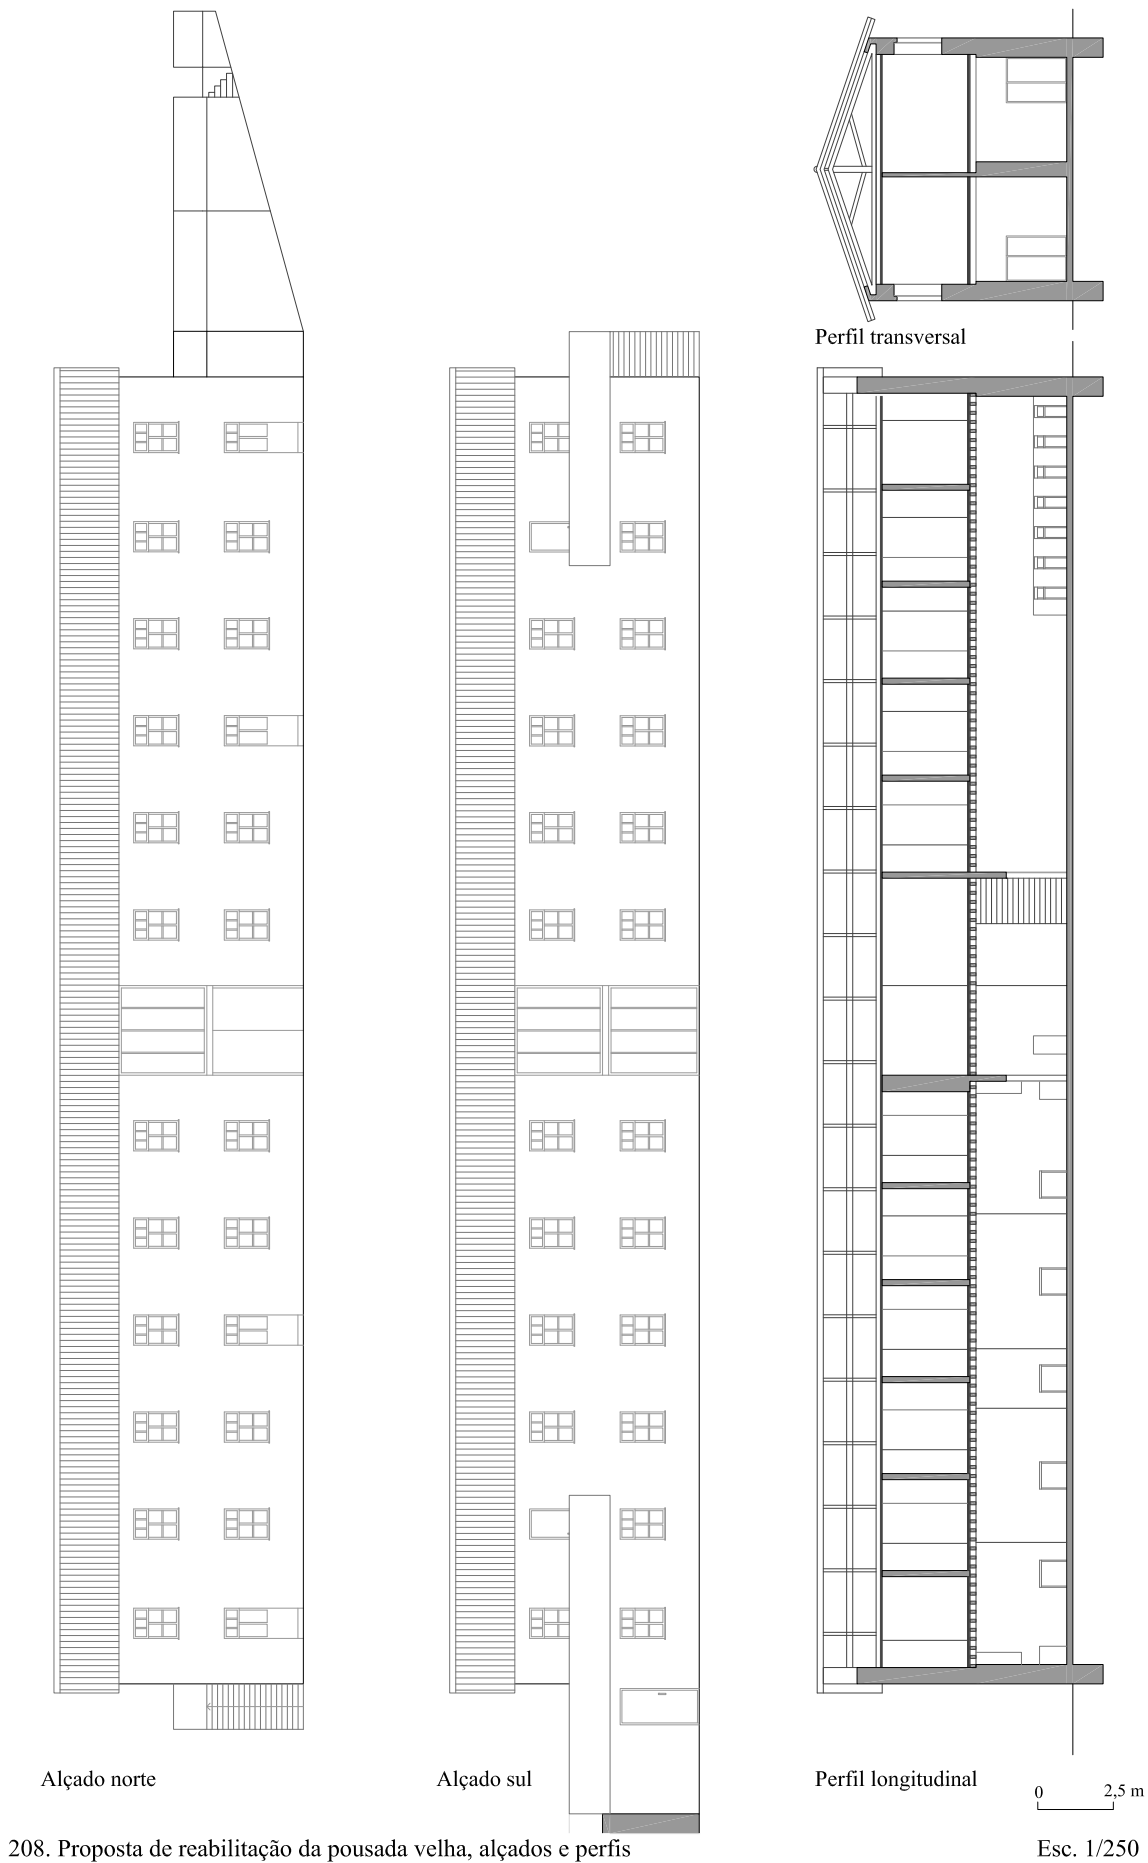 Perfil transversal
Alçado norte
Alçado sul
Perfil longitudinal
0 2,5 m
208. Proposta de reabilitação da pousada velha, alçados e perfis
Esc. 1/250